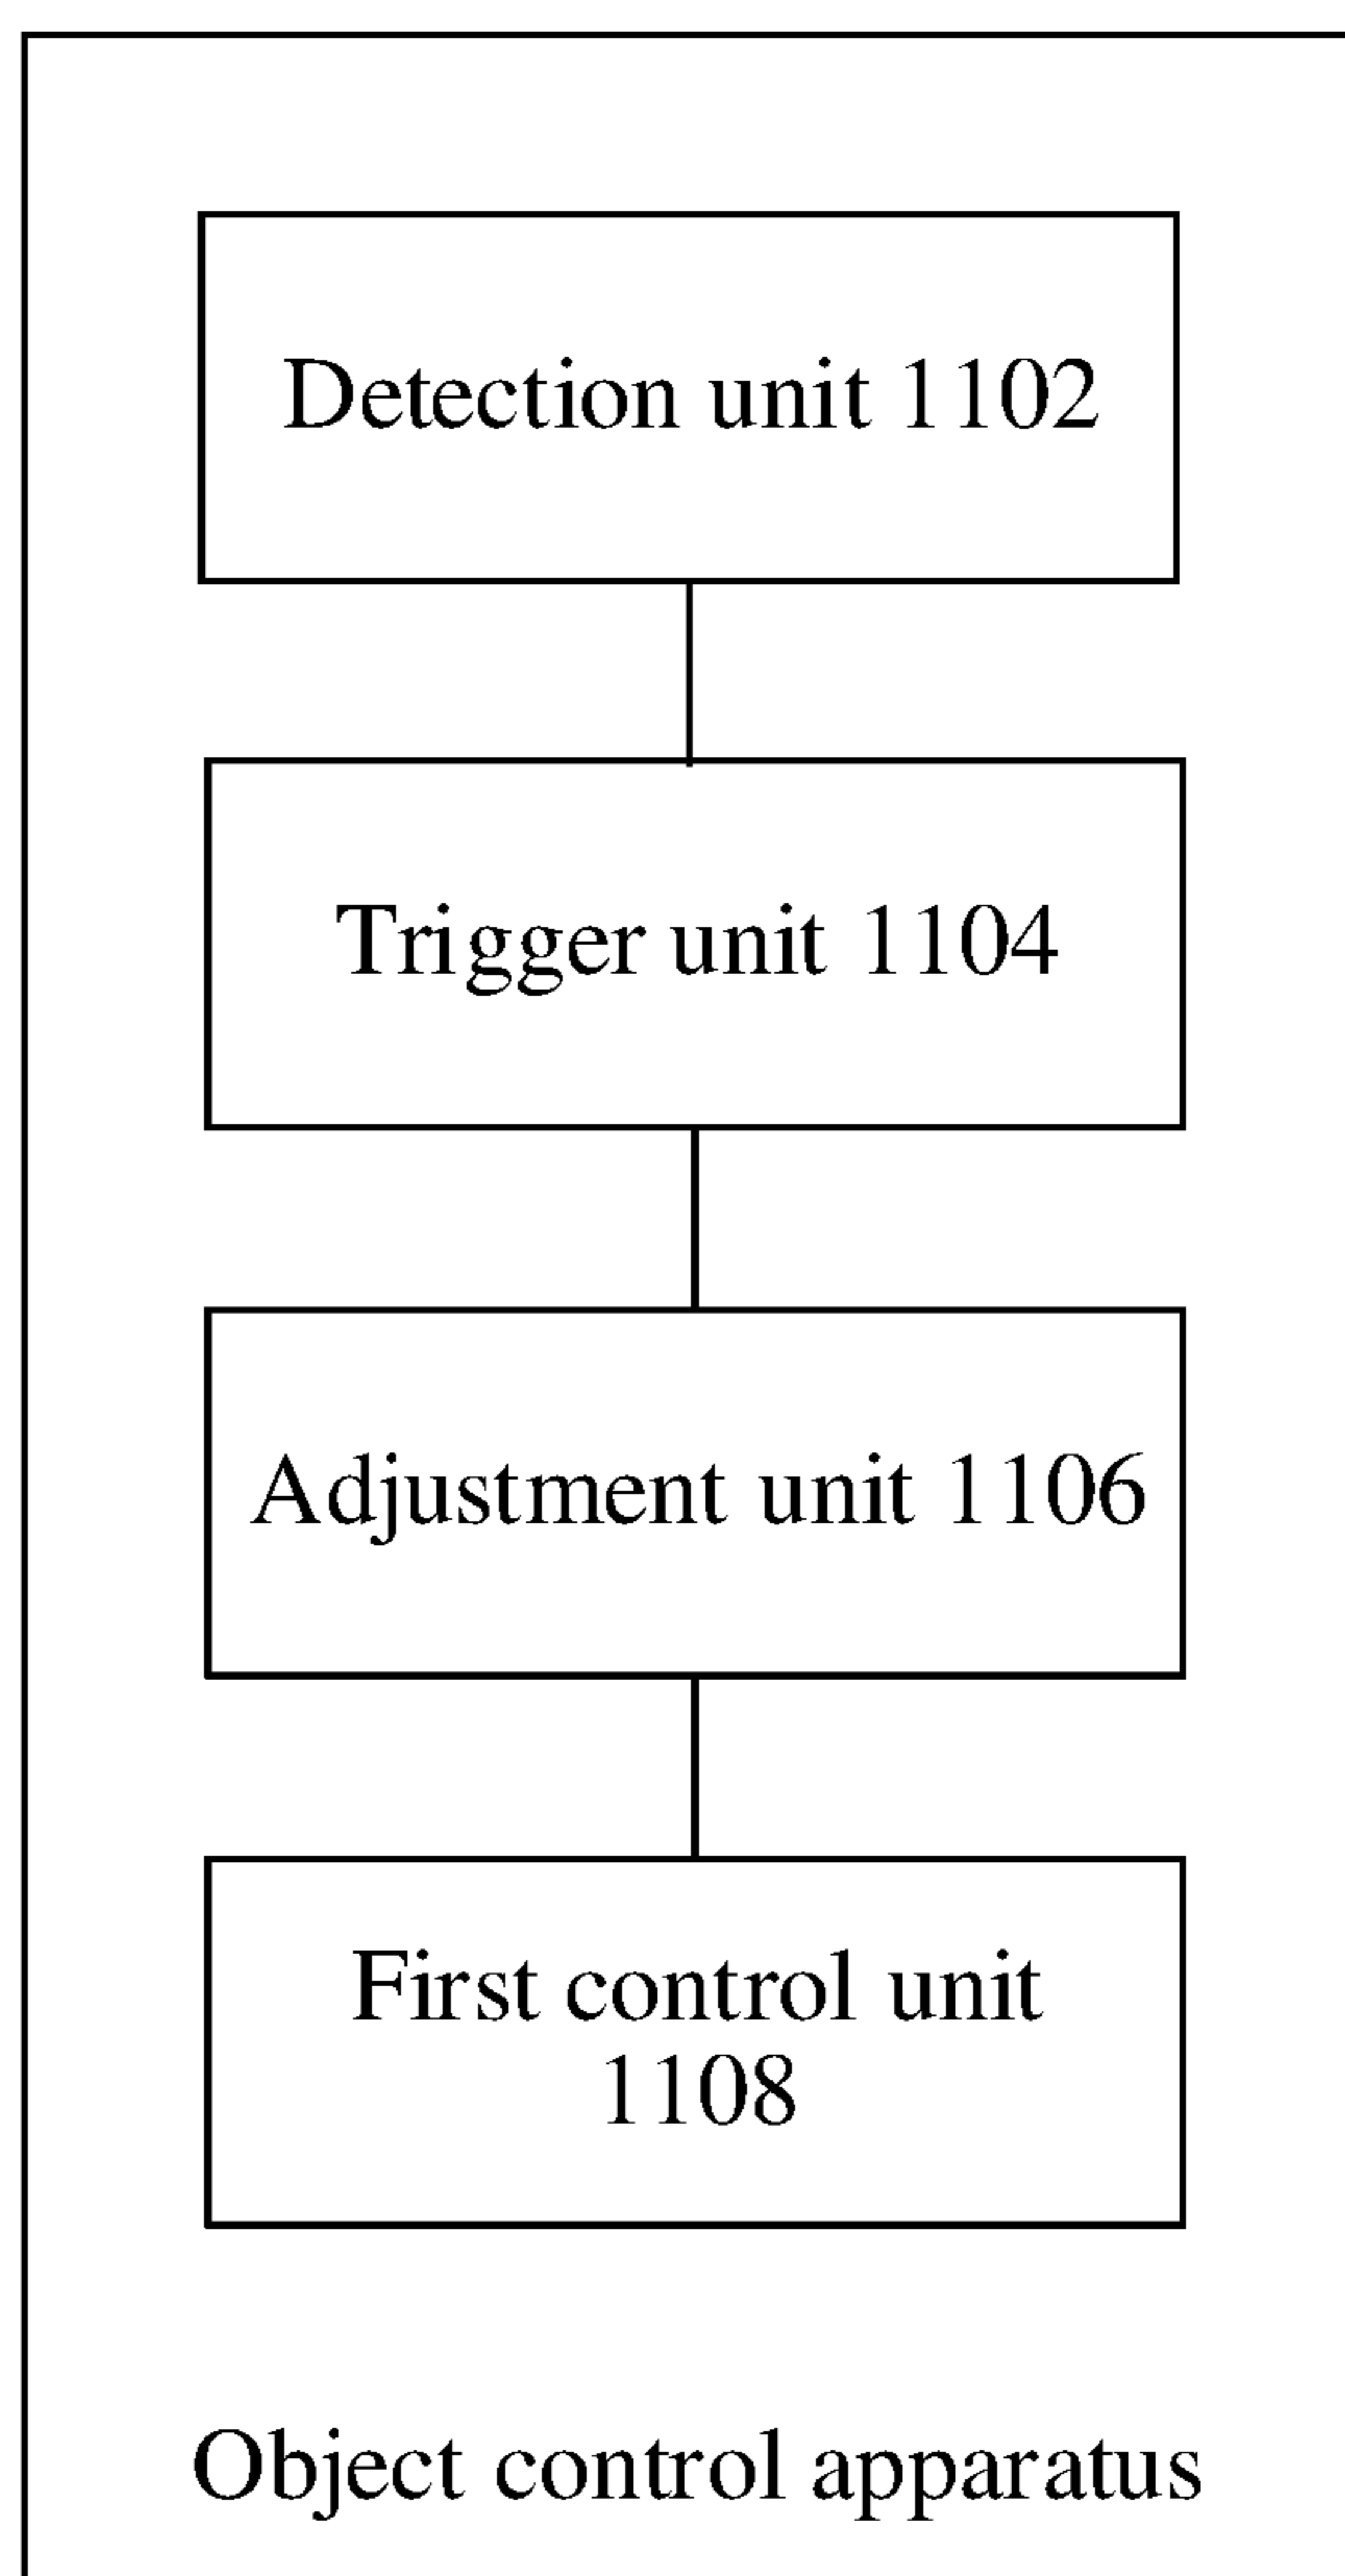 Detection unit 1102
Trigger unit 1104
Adjustment unit 1106
First control unit
1108
Object control apparatus